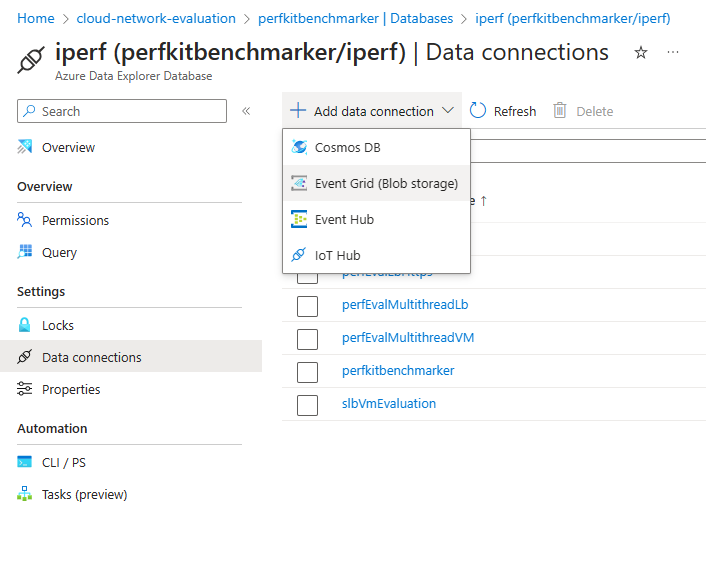 Home > cloud-network-evaluation > perfkitbenchmarker | Databases > iperf (perfkitbenchmarker/iperf)
iperf (perfkitbenchmarker/iperf) | Data connections
Azure Data Explorer Database
Search
Add data connection
Refresh
Delete
Overview
Cosmos DB
Overview
Event Grid (Blob storage)
e ↑
Permissions
Event Hub
Query
IoT Hub
Settings
perfEvalMultithreadLb
Locks
perfEvalMultithreadVM
Data connections
perfkitbenchmarker
Properties
slbVmEvaluation
Automation
CLI / PS
Tasks (preview)